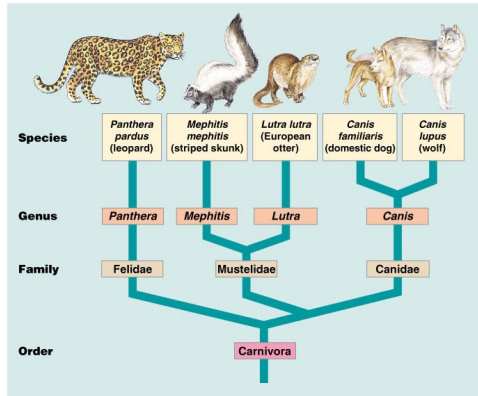 Species
Panthera
pardus
(leopard)
Mephitis
mephitis
(striped skunk)
Lutra lutra
(European
otter)
Canis
familiaris
(domestic dog)
Canis
lupus
(wolf)
Genus
Panthera
Mephitis
Lutra
Canis
Family
Felidae
Mustelidae
Canidae
Order
Carnivora